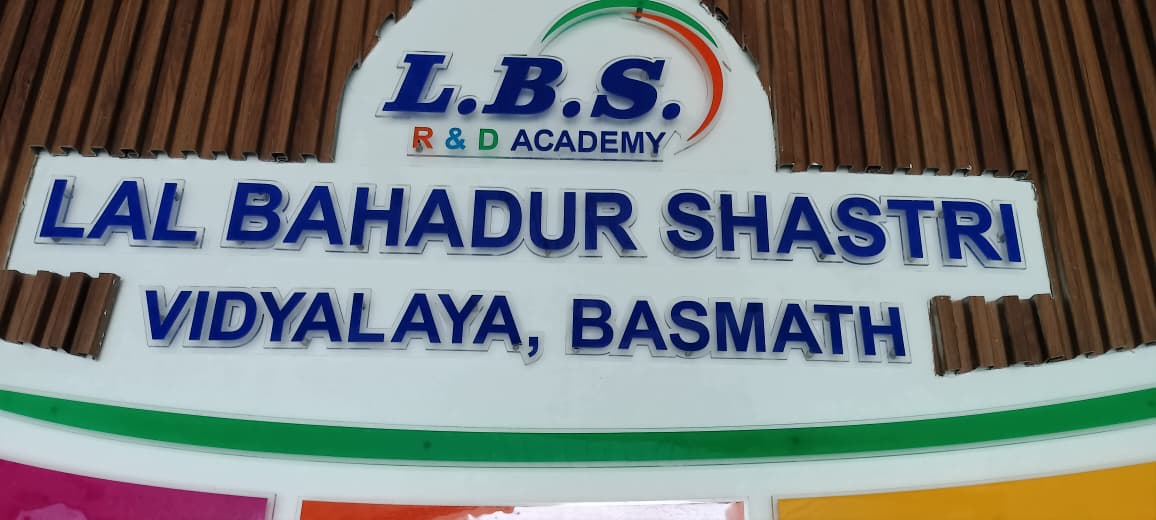 L.B.S.
R & D ACADEMY
LAL BAHADUR SHASTRI
VIDYALAYA, BASMATH